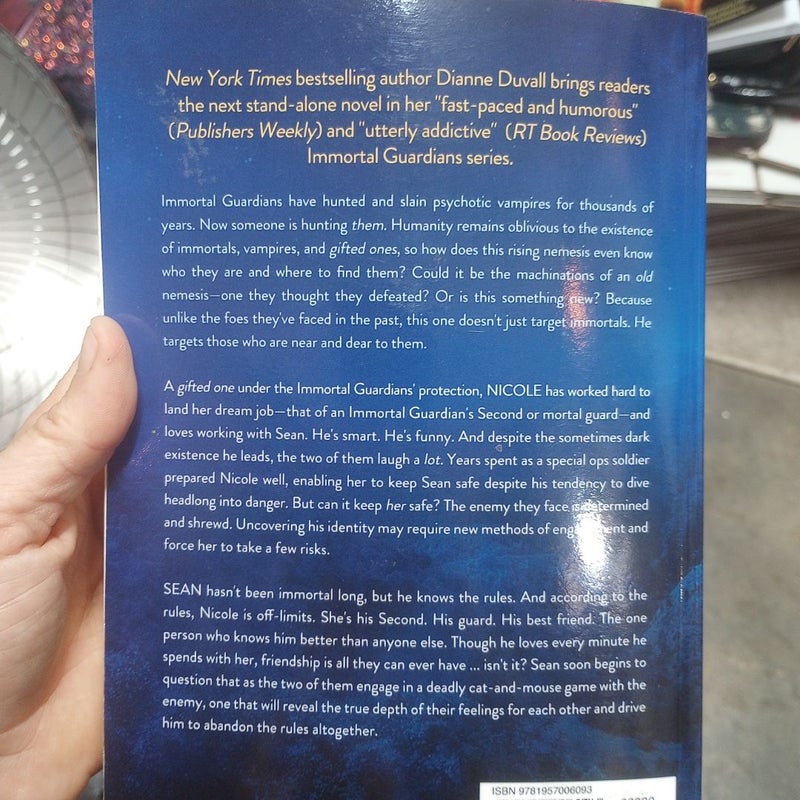 New York Times bestselling author Dianne Duvall brings readers
the next stand-alone novel in her "fast-paced and humorous"
(Publishers Weekly) and "utterly addictive" (RT Book Reviews)
Immortal Guardians series.
Immortal Guardians have hunted and slain psychotic vampires for thousands of
years. Now someone is hunting them. Humanity remains oblivious to the existence
of immortals, vampires, and gifted ones, so how does this rising nemesis even know
who they are and where to find them? Could it be the machinations of an old
nemesis—one they thought they defeated? Or is this something new? Because
unlike the foes they've faced in the past, this one doesn't just target immortals. He
targets those who are near and dear to them.
A gifted one under the Immortal Guardians' protection, NICOLE has worked hard to
land her dream job—that of an Immortal Guardian's Second or mortal guard—and
loves working with Sean. He's smart. He's funny. And despite the sometimes dark
existence he leads, the two of them laugh a lot. Years spent as a special ops soldier
prepared Nicole well, enabling her to keep Sean safe despite his tendency to dive
headlong into danger. But can it keep her safe? The enemy they face is determined
and shrewd. Uncovering his identity may require new methods of and
force her to take a few risks.
SEAN hasn't been immortal long, but he knows the rules. And according to the
rules, Nicole is off-limits. She's his Second. His guard. His best friend. The one
person who knows him better than anyone else. Though he loves every minute he
spends with her, friendship is all they can ever have ... isn't it? Sean soon begins to
question that as the two of them engage in a deadly cat-and-mouse game with the
enemy, one that will reveal the true depth of their feelings for each other and drive
him to abandon the rules altogether.
ISBN 9781957006093